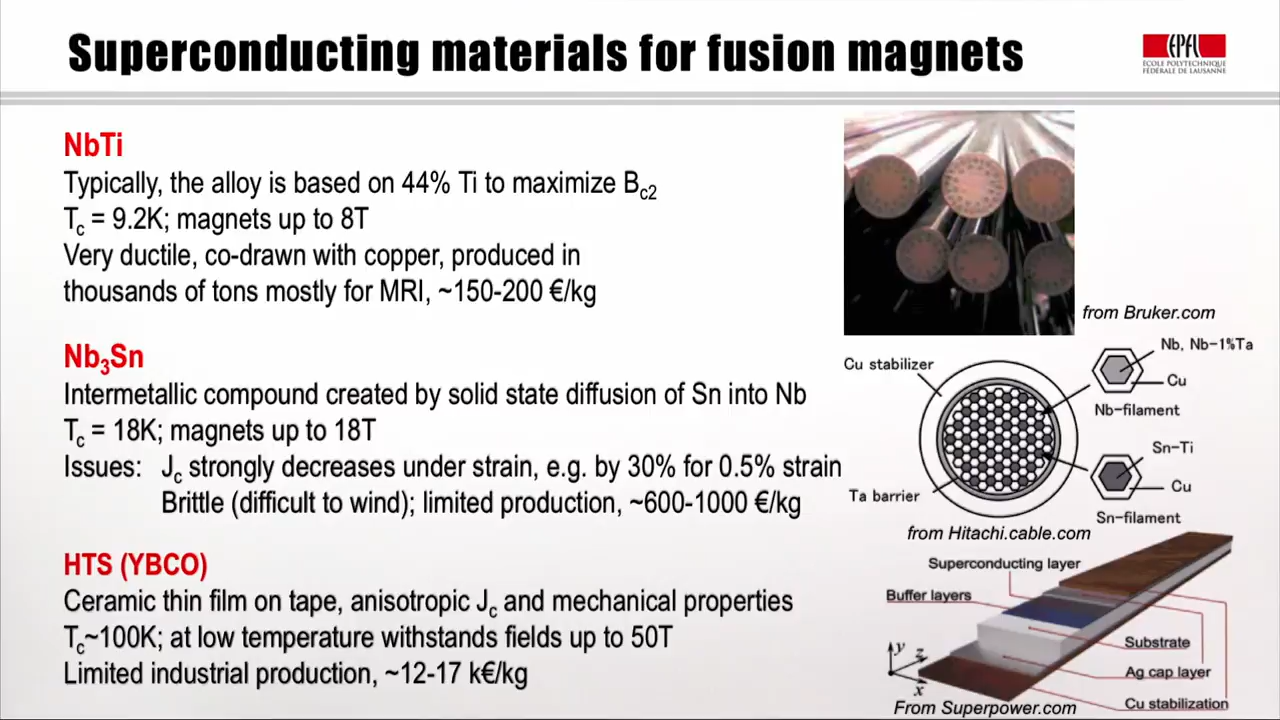 Superconducting materials for fusion magnets
EPFL
ÉCOLE POLYTECHNIQUE
FÉDÉRALE DE LAUSANNE
NbTi
Typically, the alloy is based on 44% Ti to maximize Bc2
Tc = 9.2K; magnets up to 8T
Very ductile, co-drawn with copper, produced in
thousands of tons mostly for MRI, ~150-200 €/kg
from Bruker.com
Nb3Sn
Intermetallic compound created by solid state diffusion of Sn into Nb
Tc = 18K; magnets up to 18T
Issues: Jc strongly decreases under strain, e.g. by 30% for 0.5% strain
Brittle (difficult to wind); limited production, ~600-1000 €/kg
Cu stabilizer
Nb, Nb-1%Ta
Cu
Nb-filament
Sn-Ti
Cu
Ta barrier
Sn-filament
from Hitachi.cable.com
HTS (YBCO)
Ceramic thin film on tape, anisotropic Jc and mechanical properties
Tc~100K; at low temperature withstands fields up to 50T
Limited industrial production, ~12-17 k€/kg
Superconducting layer
Buffer layers
Substrate
Ag cap layer
Cu stabilization
y
z
x
From Superpower.com